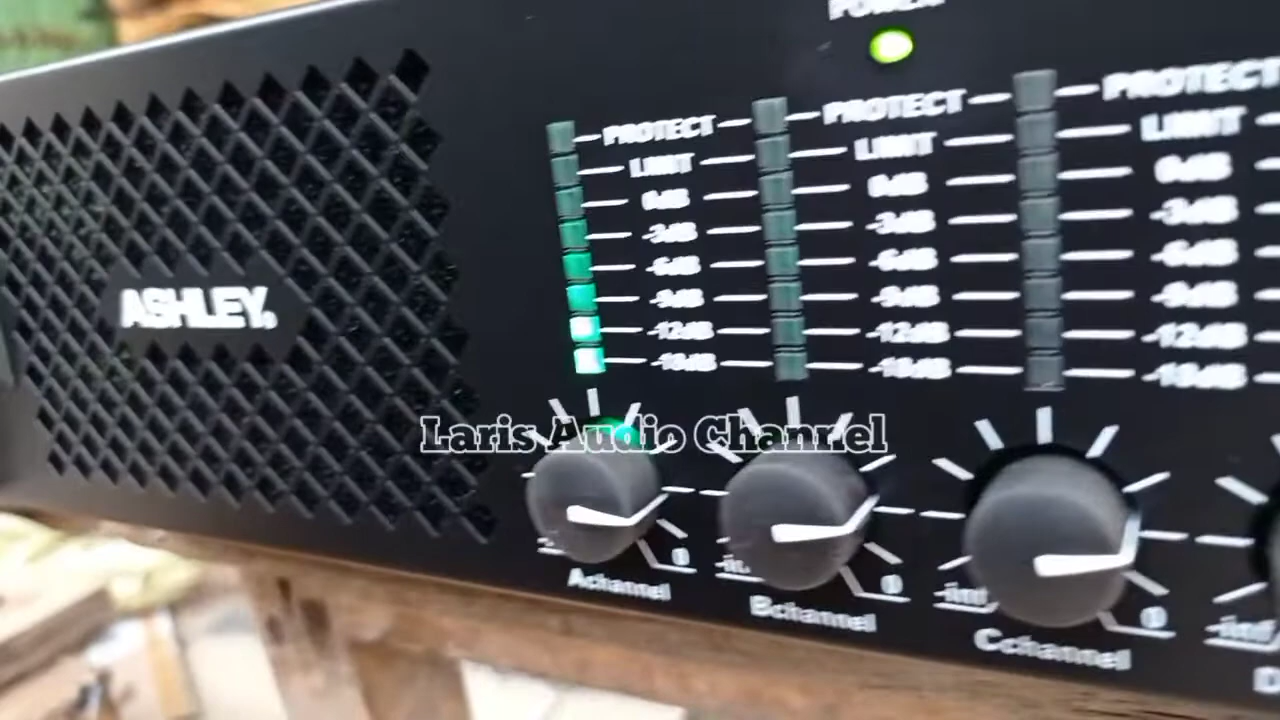 POWER
PROTECT PROTECT PROTECT
LIMIT LIMIT LIMIT
0dB 0dB 0dB
-3dB -3dB -3dB
-6dB -6dB -6dB
-9dB -9dB -9dB
ASHLEY
-12dB -12dB -12dB
-18dB -18dB -18dB
Laris Audio Channel
0 0 -inf 0
Achannel Bchannel Cchannel